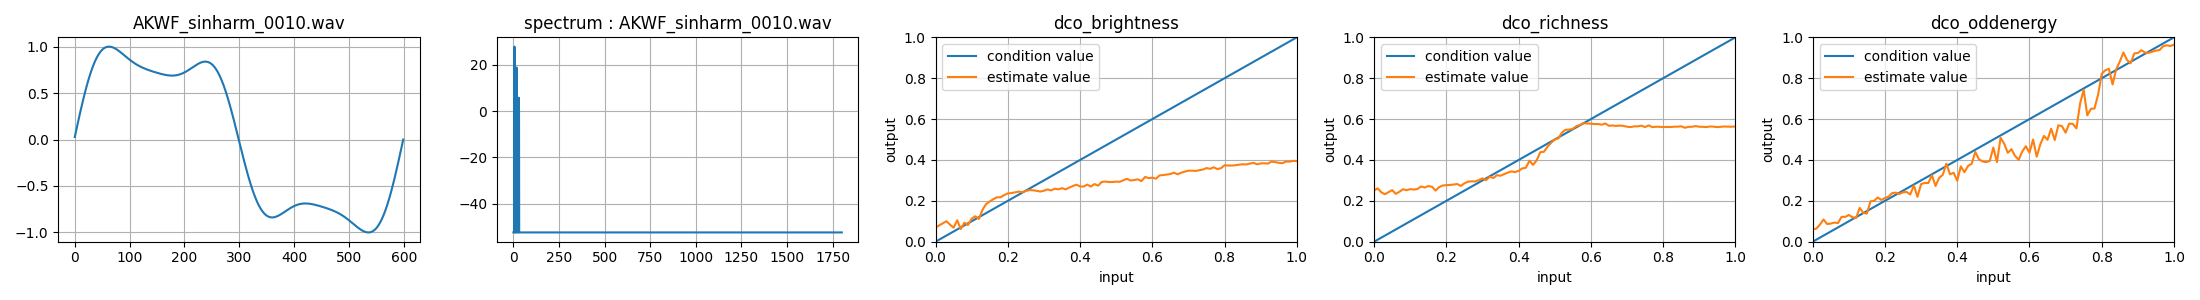 AKWF_sinharm_0010.wav
1.0
0.5
0.0
−0.5
−1.0
0 100 200 300 400 500 600
spectrum : AKWF_sinharm_0010.wav
20
0
−20
−40
0 250 500 750 1000 1250 1500 1750
dco_brightness
condition value
estimate value
output
1.0
0.8
0.6
0.4
0.2
0.0
0.0 0.2 0.4 0.6 0.8 1.0
input
dco_richness
condition value
estimate value
output
1.0
0.8
0.6
0.4
0.2
0.0
0.0 0.2 0.4 0.6 0.8 1.0
input
dco_oddenergy
condition value
estimate value
output
1.0
0.8
0.6
0.4
0.2
0.0
0.0 0.2 0.4 0.6 0.8 1.0
input